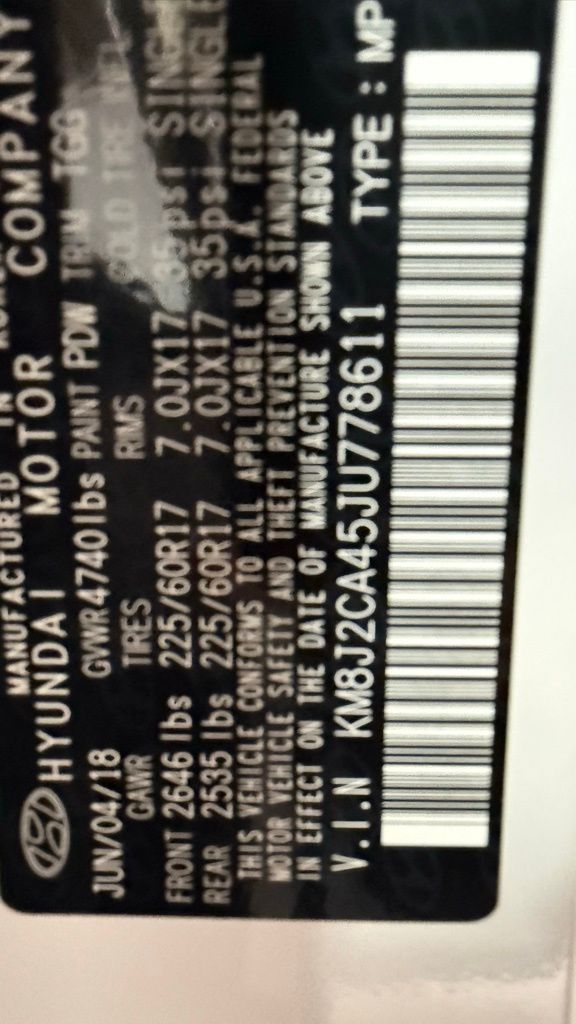 MANUFACTURED IN
HYUNDAI MOTOR COMPANY
JUN/04/18 GVWR 4740lbs PAINT PDW TRIM TGG
GAWR TIRES RIMS COLD TIRE
FRONT 2646 lbs 225/60R17 7.0JX17 35psi SINGLE
REAR 2535 lbs 225/60R17 7.0JX17 35psi SINGLE
THIS VEHICLE CONFORMS TO ALL APPLICABLE U.S.A. FEDERAL
MOTOR VEHICLE SAFETY AND THEFT PREVENTION STANDARDS
IN EFFECT ON THE DATE OF MANUFACTURE SHOWN ABOVE
V.I.N KM8J2CA45JU778611 TYPE : MP